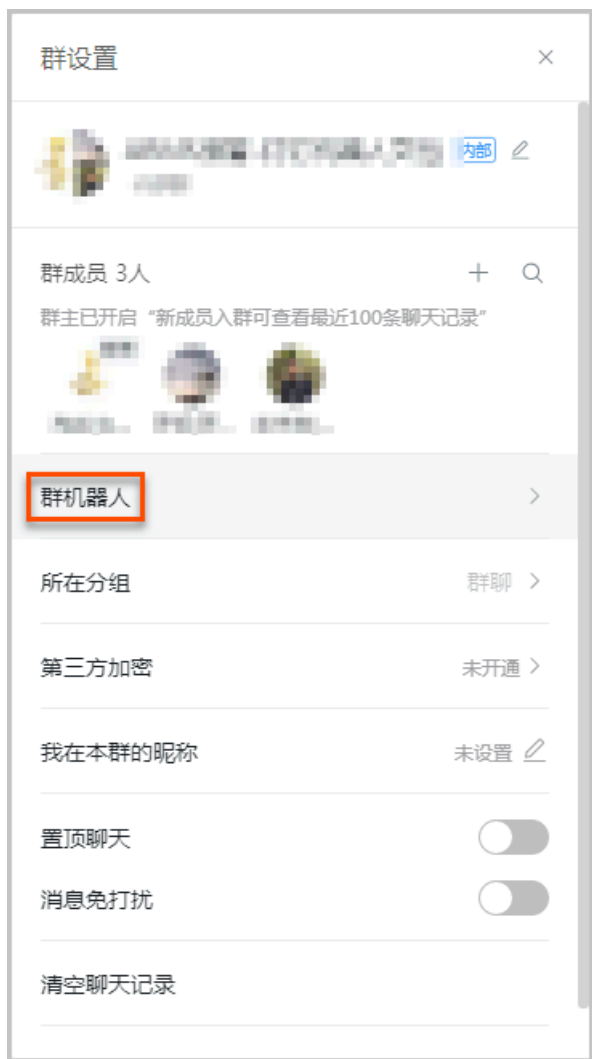 群设置
内部
群成员 3人
群主已开启“新成员入群可查看最近100条聊天记录”
群机器人
所在分组 群聊
第三方加密 未开通
我在本群的昵称 未设置
置顶聊天
消息免打扰
清空聊天记录